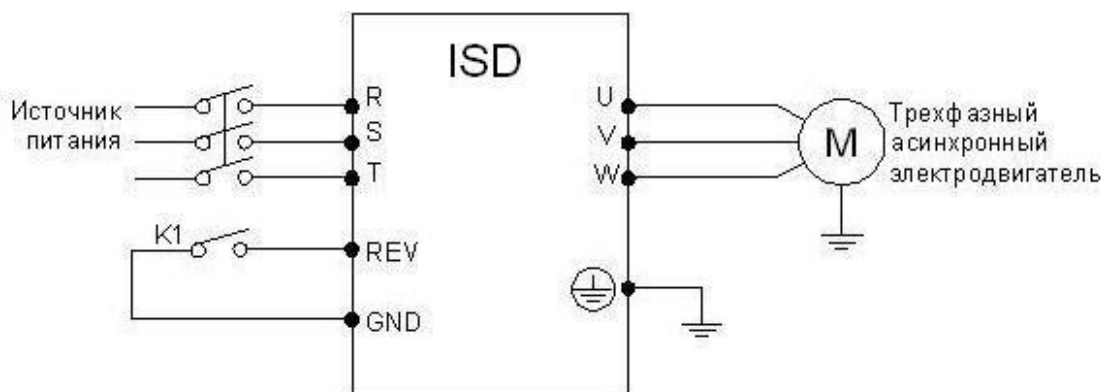 ISD
Источник
питания
R
S
T
U
V
W
M
Трехфазный
асинхронный
электродвигатель
K1
REV
GND